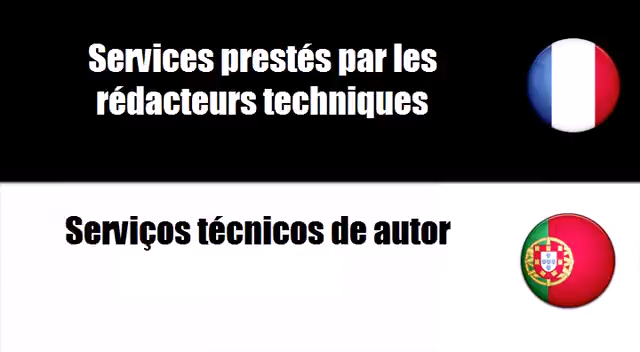 Services prestés par les
rédacteurs techniques
Serviços técnicos de autor